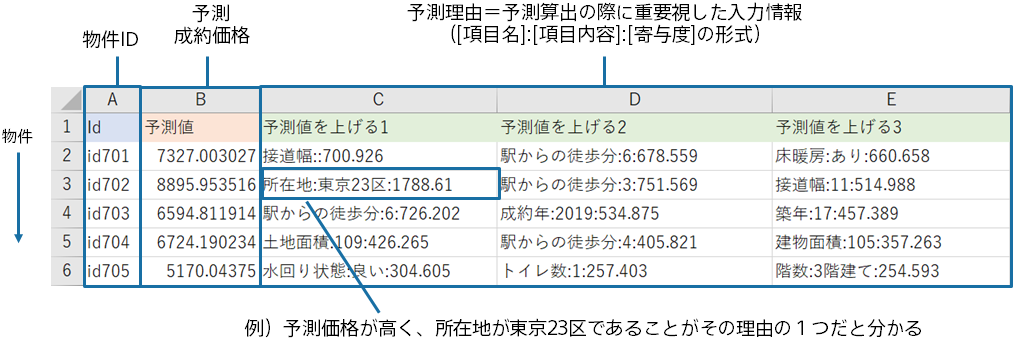 予測理由＝予測算出の際に重要視した入力情報
（[項目名]:[項目内容]:[寄与度]の形式）
予測
成約価格
物件ID
物件
A B C D E
1 Id 予測値 予測値を上げる1 予測値を上げる2 予測値を上げる3
2 id701 7327.003027 接道幅::700.926 駅からの徒歩分:6:678.559 床暖房:あり:660.658
3 id702 8895.953516 所在地:東京23区:1788.61 駅からの徒歩分:3:751.569 接道幅:11:514.988
4 id703 6594.811914 駅からの徒歩分:6:726.202 成約年:2019:534.875 築年:17:457.389
5 id704 6724.190234 土地面積:109:426.265 駅からの徒歩分:4:405.821 建物面積:105:357.263
6 id705 5170.04375 水回り状態:良い:304.605 トイレ数:1:257.403 階数:3階建て:254.593
例）予測価格が高く、所在地が東京23区であることがその理由の１つだと分かる